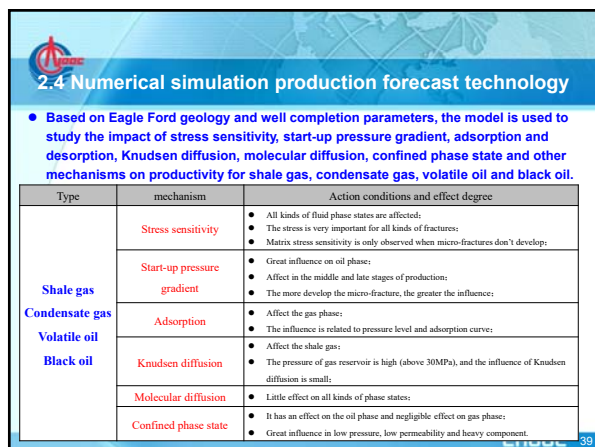 CNOOC
2.4 Numerical simulation production forecast technology
● Based on Eagle Ford geology and well completion parameters, the model is used to
study the impact of stress sensitivity, start-up pressure gradient, adsorption and
desorption, Knudsen diffusion, molecular diffusion, confined phase state and other
mechanisms on productivity for shale gas, condensate gas, volatile oil and black oil.
Type mechanism Action conditions and effect degree
Shale gas
Condensate gas
Volatile oil
Black oil
Stress sensitivity
● All kinds of fluid phase states are affected;
● The stress is very important for all kinds of fractures;
● Matrix stress sensitivity is only observed when micro-fractures don't develop;
Start-up pressure
gradient
● Great influence on oil phase;
● Affect in the middle and late stages of production;
● The more develop the micro-fracture, the greater the influence;
Adsorption
● Affect the gas phase;
● The influence is related to pressure level and adsorption curve;
Knudsen diffusion
● Affect the shale gas;
● The pressure of gas reservoir is high (above 30MPa), and the influence of Knudsen
diffusion is small;
Molecular diffusion
● Little effect on all kinds of phase states;
Confined phase state
● It has an effect on the oil phase and negligible effect on gas phase;
● Great influence in low pressure, low permeability and heavy component.
39